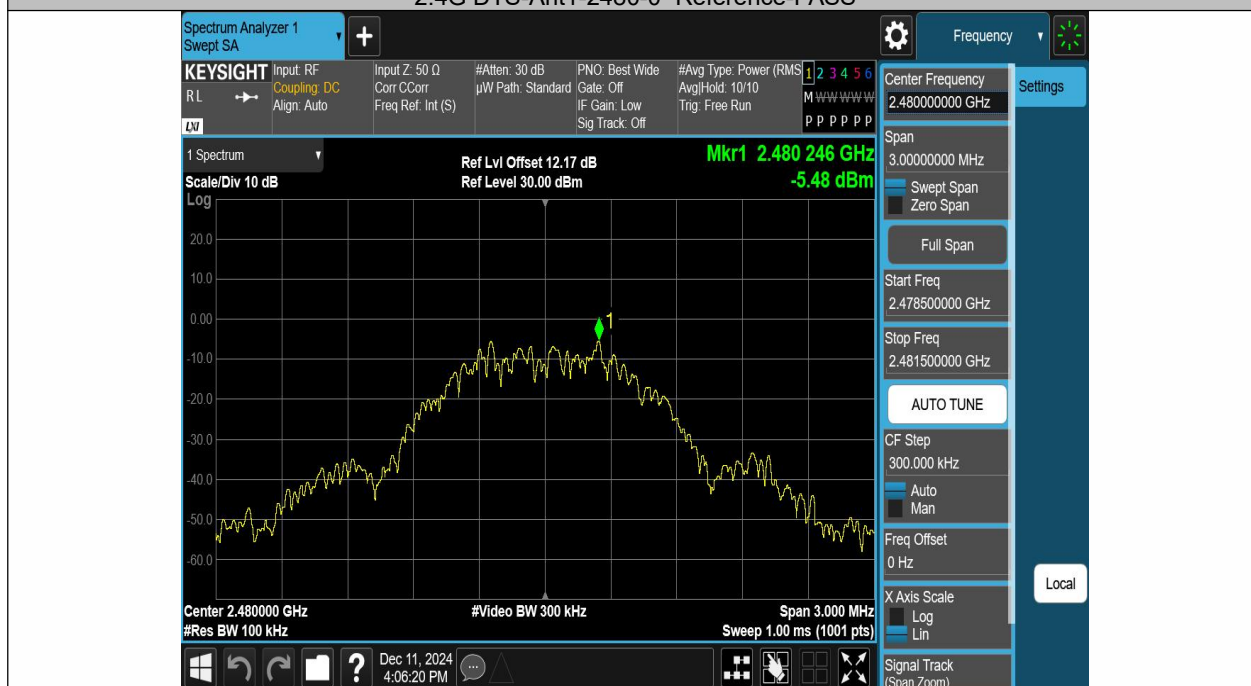 2.4G-DTS-Ant1-2480-0--Reference-PASS
Spectrum Analyzer 1
Swept SA
+
Frequency
KEYSIGHT
RL
LXI
Input: RF
Coupling: DC
Align: Auto
Input Z: 50 Ω
Corr CCorr
Freq Ref: Int (S)
#Atten: 30 dB
µW Path: Standard
PNO: Best Wide
Gate: Off
IF Gain: Low
Sig Track: Off
#Avg Type: Power (RMS
Avg|Hold: 10/10
Trig: Free Run
1 2 3 4 5 6
M W W W W W
P P P P P P
Center Frequency
2.480000000 GHz
Settings
Span
3.00000000 MHz
Swept Span
Zero Span
Full Span
Start Freq
2.478500000 GHz
Stop Freq
2.481500000 GHz
AUTO TUNE
CF Step
300.000 kHz
Auto
Man
Freq Offset
0 Hz
X Axis Scale
Log
Lin
Local
Signal Track
(Span Zoom)
1 Spectrum
Scale/Div 10 dB
Log
Ref Lvl Offset 12.17 dB
Ref Level 30.00 dBm
Mkr1 2.480 246 GHz
-5.48 dBm
20.0
10.0
0.00
-10.0
-20.0
-30.0
-40.0
-50.0
-60.0
1
Center 2.480000 GHz
#Res BW 100 kHz
#Video BW 300 kHz
Span 3.000 MHz
Sweep 1.00 ms (1001 pts)
?
Dec 11, 2024
4:06:20 PM